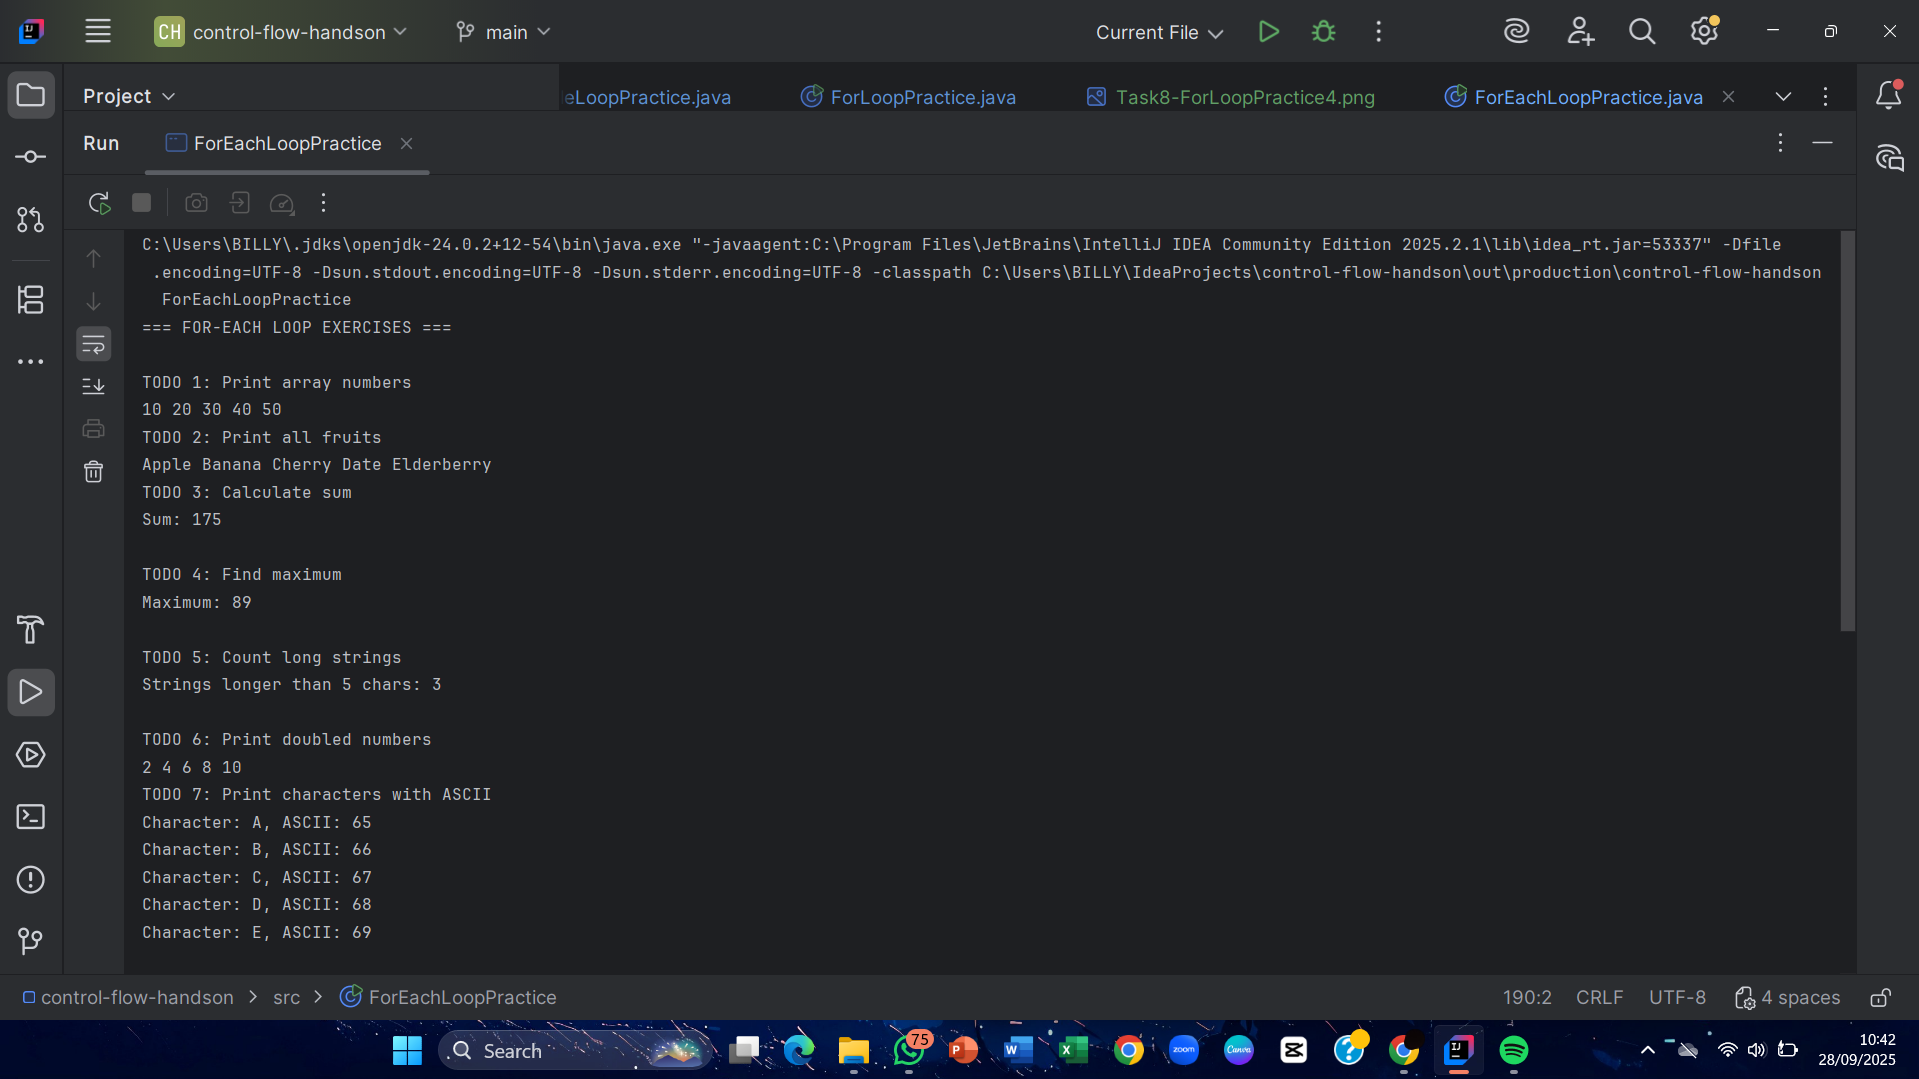 CH control-flow-handson main Current File
Project eLoopPractice.java ForLoopPractice.java Task8-ForLoopPractice4.png ForEachLoopPractice.java
Run ForEachLoopPractice
C:\Users\BILLY\.jdks\openjdk-24.0.2+12-54\bin\java.exe "-javaagent:C:\Program Files\JetBrains\IntelliJ IDEA Community Edition 2025.2.1\lib\idea_rt.jar=53337" -Dfile
.encoding=UTF-8 -Dsun.stdout.encoding=UTF-8 -Dsun.stderr.encoding=UTF-8 -classpath C:\Users\BILLY\IdeaProjects\control-flow-handson\out\production\control-flow-handson
ForEachLoopPractice
=== FOR-EACH LOOP EXERCISES ===
TODO 1: Print array numbers
10 20 30 40 50
TODO 2: Print all fruits
Apple Banana Cherry Date Elderberry
TODO 3: Calculate sum
Sum: 175
TODO 4: Find maximum
Maximum: 89
TODO 5: Count long strings
Strings longer than 5 chars: 3
TODO 6: Print doubled numbers
2 4 6 8 10
TODO 7: Print characters with ASCII
Character: A, ASCII: 65
Character: B, ASCII: 66
Character: C, ASCII: 67
Character: D, ASCII: 68
Character: E, ASCII: 69
control-flow-handson > src > ForEachLoopPractice 190:2 CRLF UTF-8 4 spaces
Search 75 zoom Canva 10:42
28/09/2025